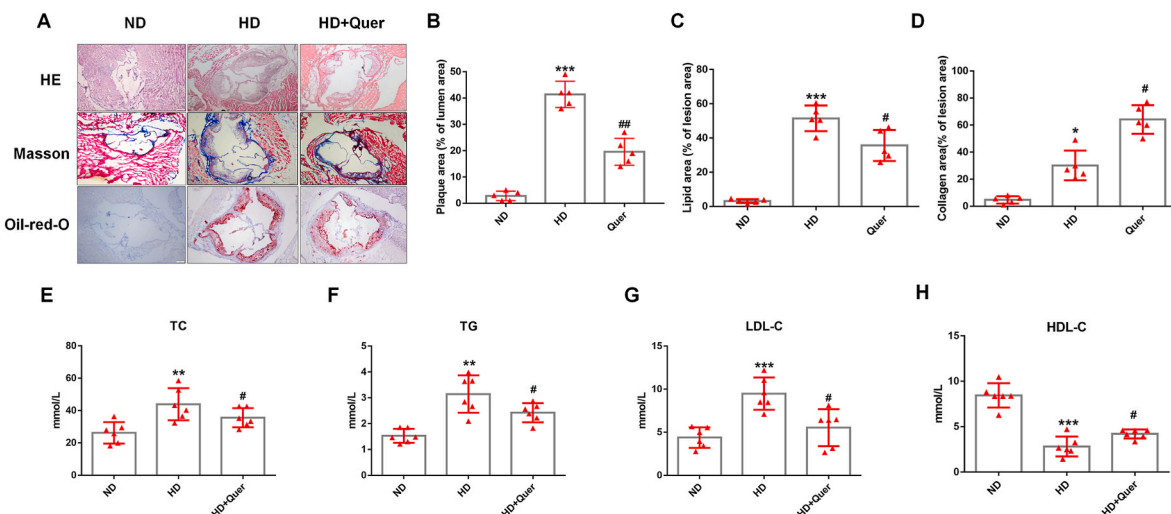 A
ND
HD
HD+Quer
HE
Masson
Oil-red-O
B
Plaque area (% of lumen area)
50
40
30
20
10
0
***
##
ND
HD
Quer
C
Lipid area (% of lesion area)
80
60
40
20
0
***
#
ND
HD
Quer
D
Collagen area(% of lesion area)
100
80
60
40
20
0
*
#
ND
HD
Quer
E
TC
mmol/L
80
60
40
20
0
**
#
ND
HD
HD+Quer
F
TG
mmol/L
5
4
3
2
1
0
**
#
ND
HD
HD+Quer
G
LDL-C
mmol/L
15
10
5
0
***
#
ND
HD
HD+Quer
H
HDL-C
mmol/L
15
10
5
0
***
#
ND
HD
HD+Quer